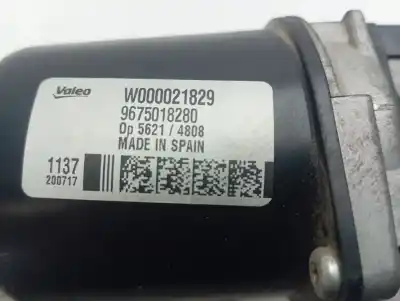 Valeo
W000021829
9675018280
Op 5621 / 4808
MADE IN SPAIN
1137
200717